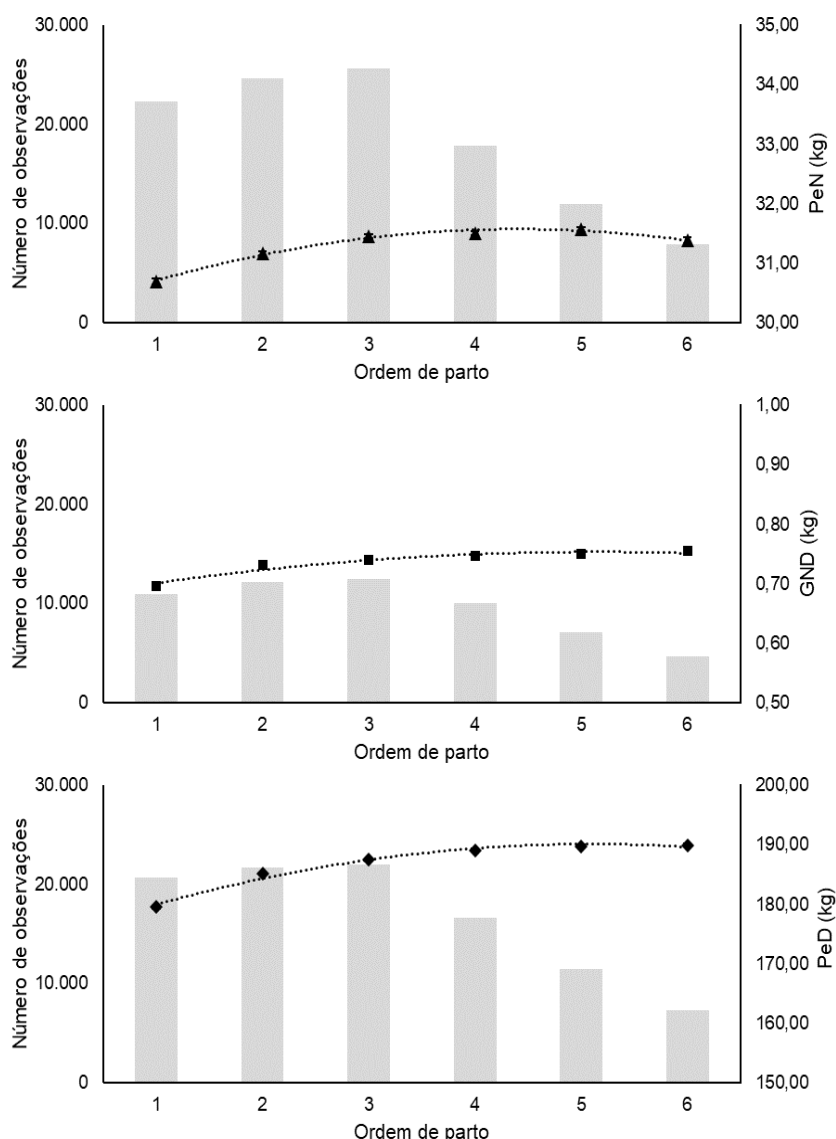 30.000
20.000
10.000
0
Número de observações
35,00
34,00
33,00
32,00
31,00
30,00
PeN (kg)
1 2 3 4 5 6
Ordem de parto
30.000
20.000
10.000
0
Número de observações
1,00
0,90
0,80
0,70
0,60
0,50
GND (kg)
1 2 3 4 5 6
Ordem de parto
30.000
20.000
10.000
0
Número de observações
200,00
190,00
180,00
170,00
160,00
150,00
PeD (kg)
1 2 3 4 5 6
Ordem de parto